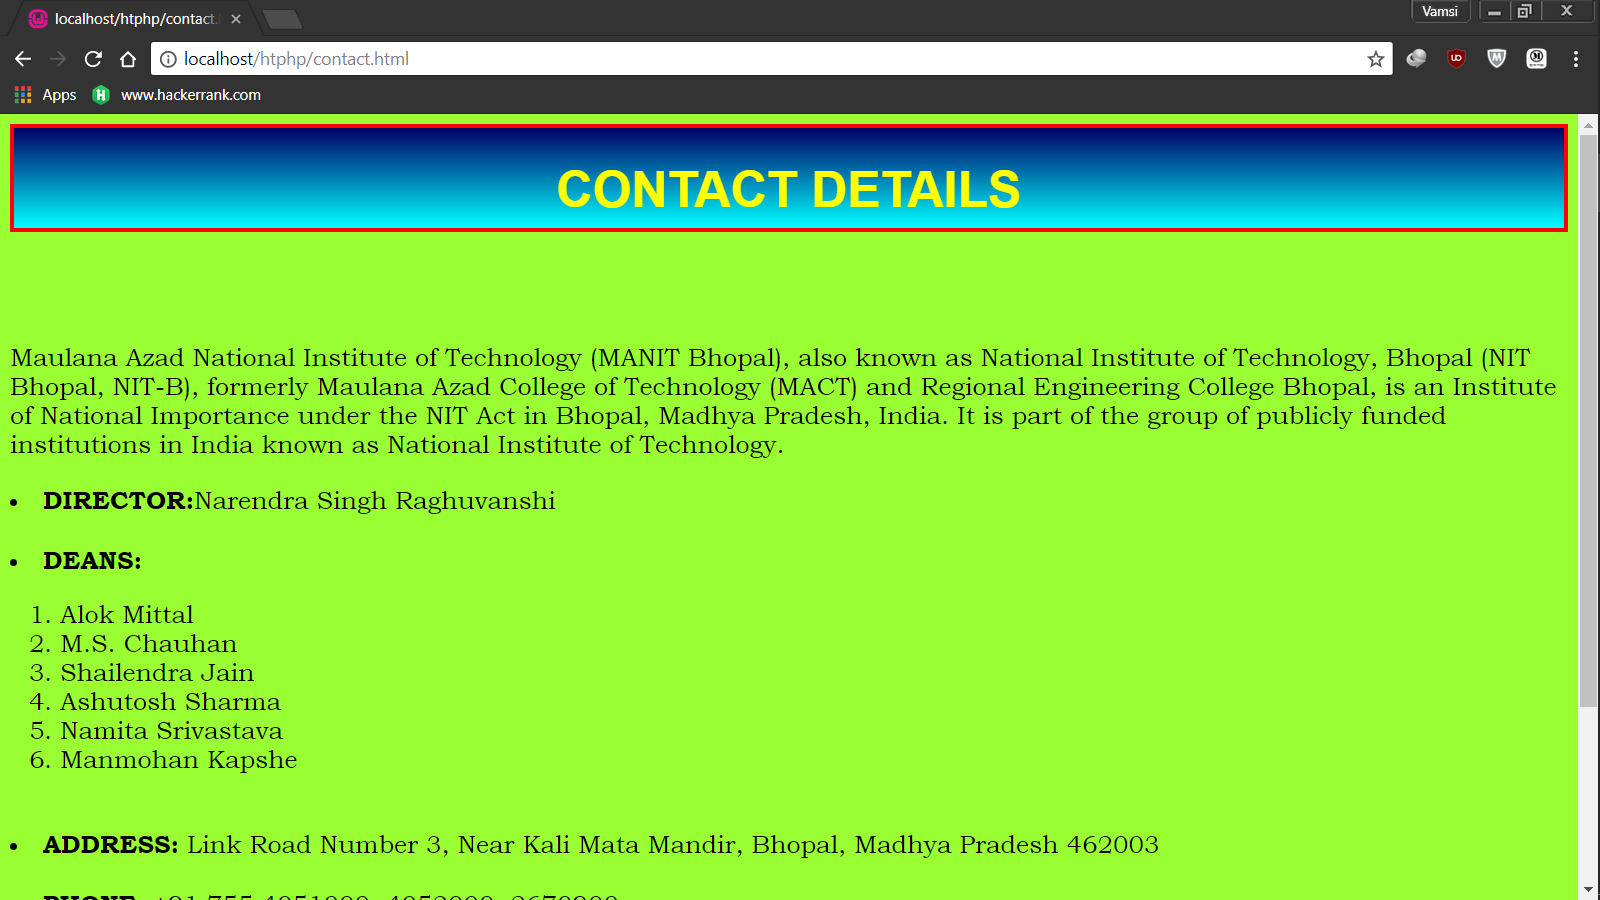 localhost/htphp/contact.
Vamsi
localhost/htphp/contact.html
Apps
www.hackerrank.com
CONTACT DETAILS
Maulana Azad National Institute of Technology (MANIT Bhopal), also known as National Institute of Technology, Bhopal (NIT
Bhopal, NIT-B), formerly Maulana Azad College of Technology (MACT) and Regional Engineering College Bhopal, is an Institute
of National Importance under the NIT Act in Bhopal, Madhya Pradesh, India. It is part of the group of publicly funded
institutions in India known as National Institute of Technology.
• DIRECTOR:Narendra Singh Raghuvanshi
• DEANS:
1. Alok Mittal
2. M.S. Chauhan
3. Shailendra Jain
4. Ashutosh Sharma
5. Namita Srivastava
6. Manmohan Kapshe
• ADDRESS: Link Road Number 3, Near Kali Mata Mandir, Bhopal, Madhya Pradesh 462003
PHONE